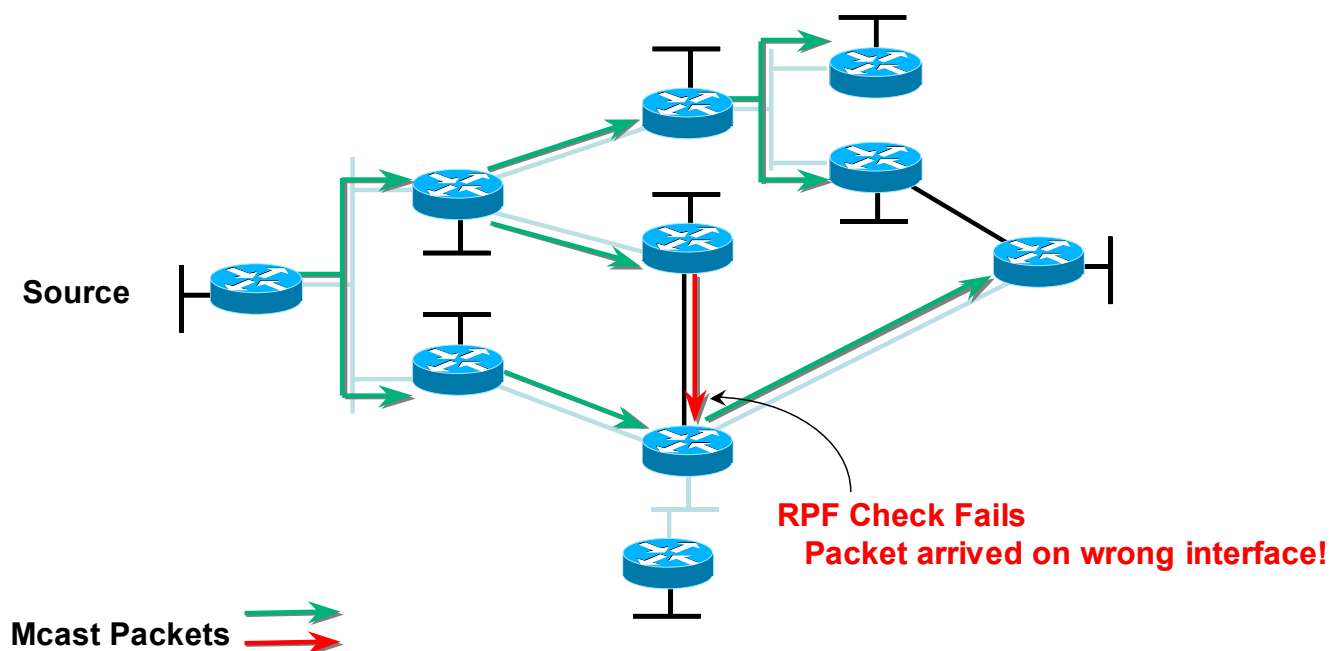 Source
RPF Check Fails
Packet arrived on wrong interface!
Mcast Packets